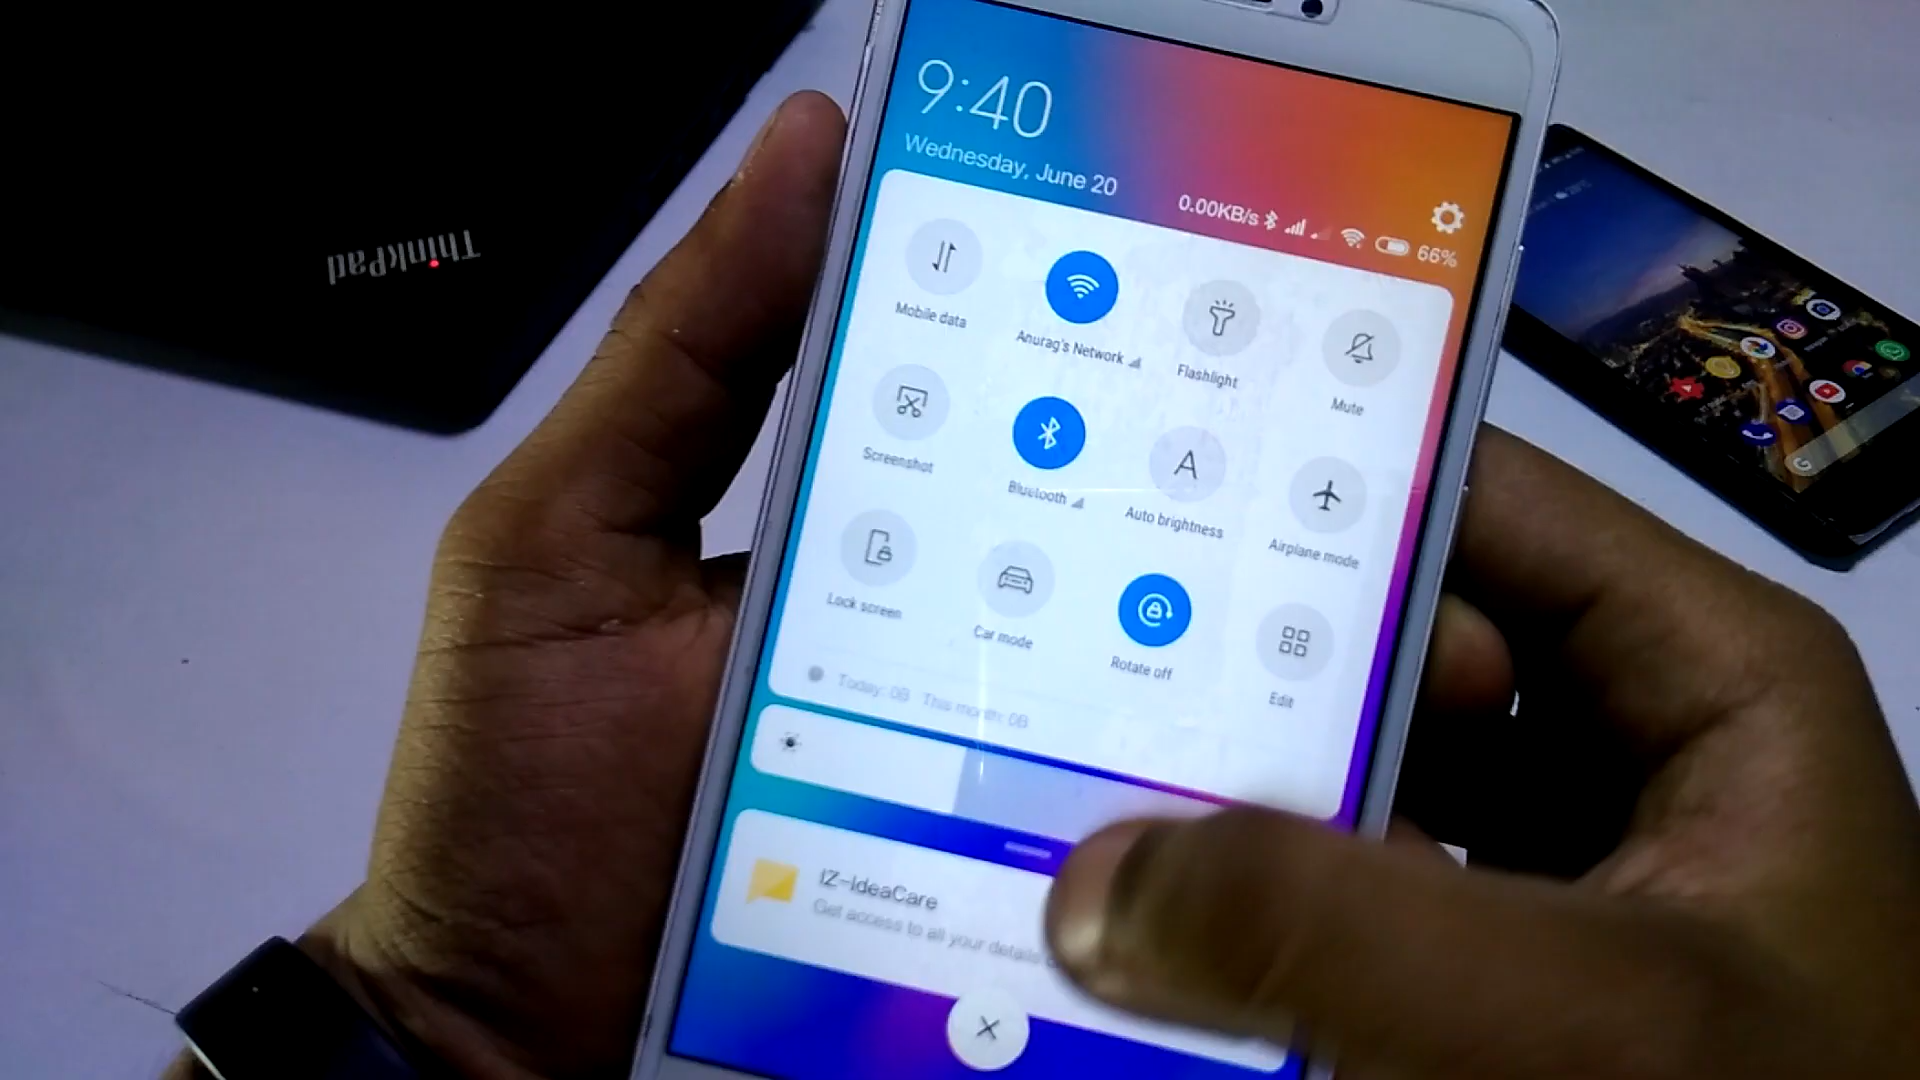 ThinkPad
9:40
Wednesday, June 20
0.00KB/s 66%
Mobile data
Anurag's Network
Flashlight
Mute
Screenshot
Bluetooth
Auto brightness
Airplane mode
Lock screen
Car mode
Rotate off
Edit
Today: 0B This month: 0B
IZ-IdeaCare
Get access to all your details